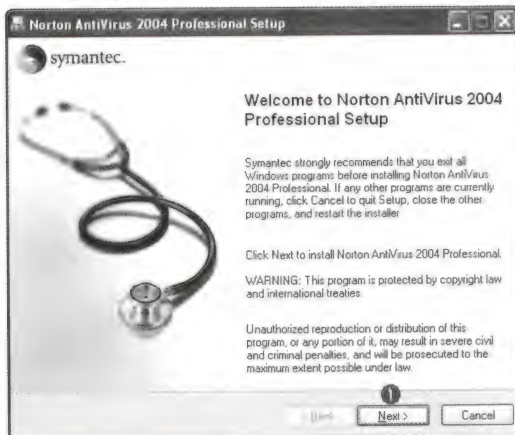 Norton AntiVirus 2004 Professional Setup
symantec.
Welcome to Norton AntiVirus 2004
Professional Setup
Symantec strongly recommends that you exit all
Windows programs before installing Norton AntiVirus
2004 Professional. If any other programs are currently
running, click Cancel to quit Setup, close the other
programs, and restart the installer
Click Next to install Norton AntiVirus 2004 Professional.
WARNING: This program is protected by copyright law
and international treaties.
Unauthorized reproduction or distribution of this
program, or any portion of it, may result in severe civil
and criminal penalties, and will be prosecuted to the
maximum extent possible under law.
1
< Back Next > Cancel